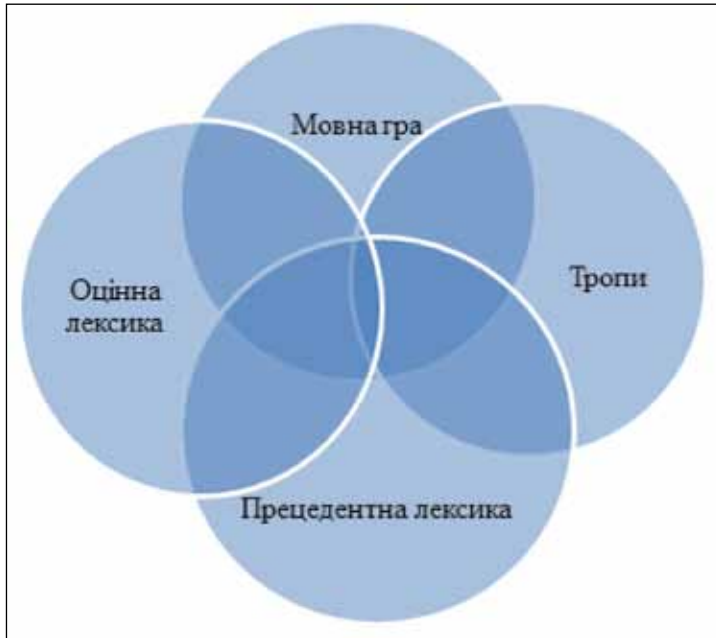 Мовна гра
Тропи
Оцінна
лексика
Прецедентна лексика